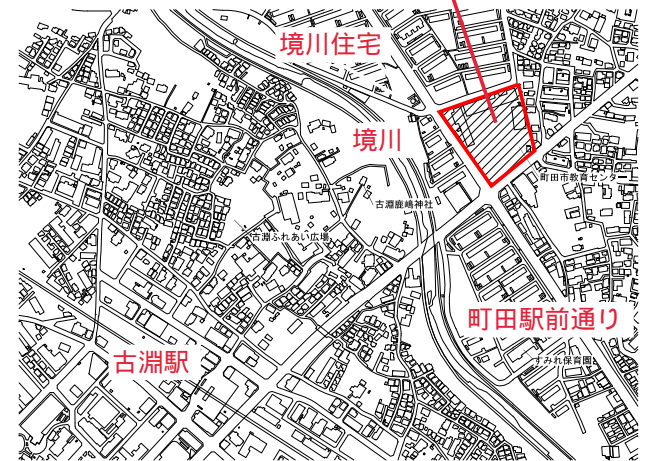 境川住宅
境川
町田市教育センター
古淵鹿嶋神社
古淵ふれあい広場
町田駅前通り
古淵駅
すみれ保育園